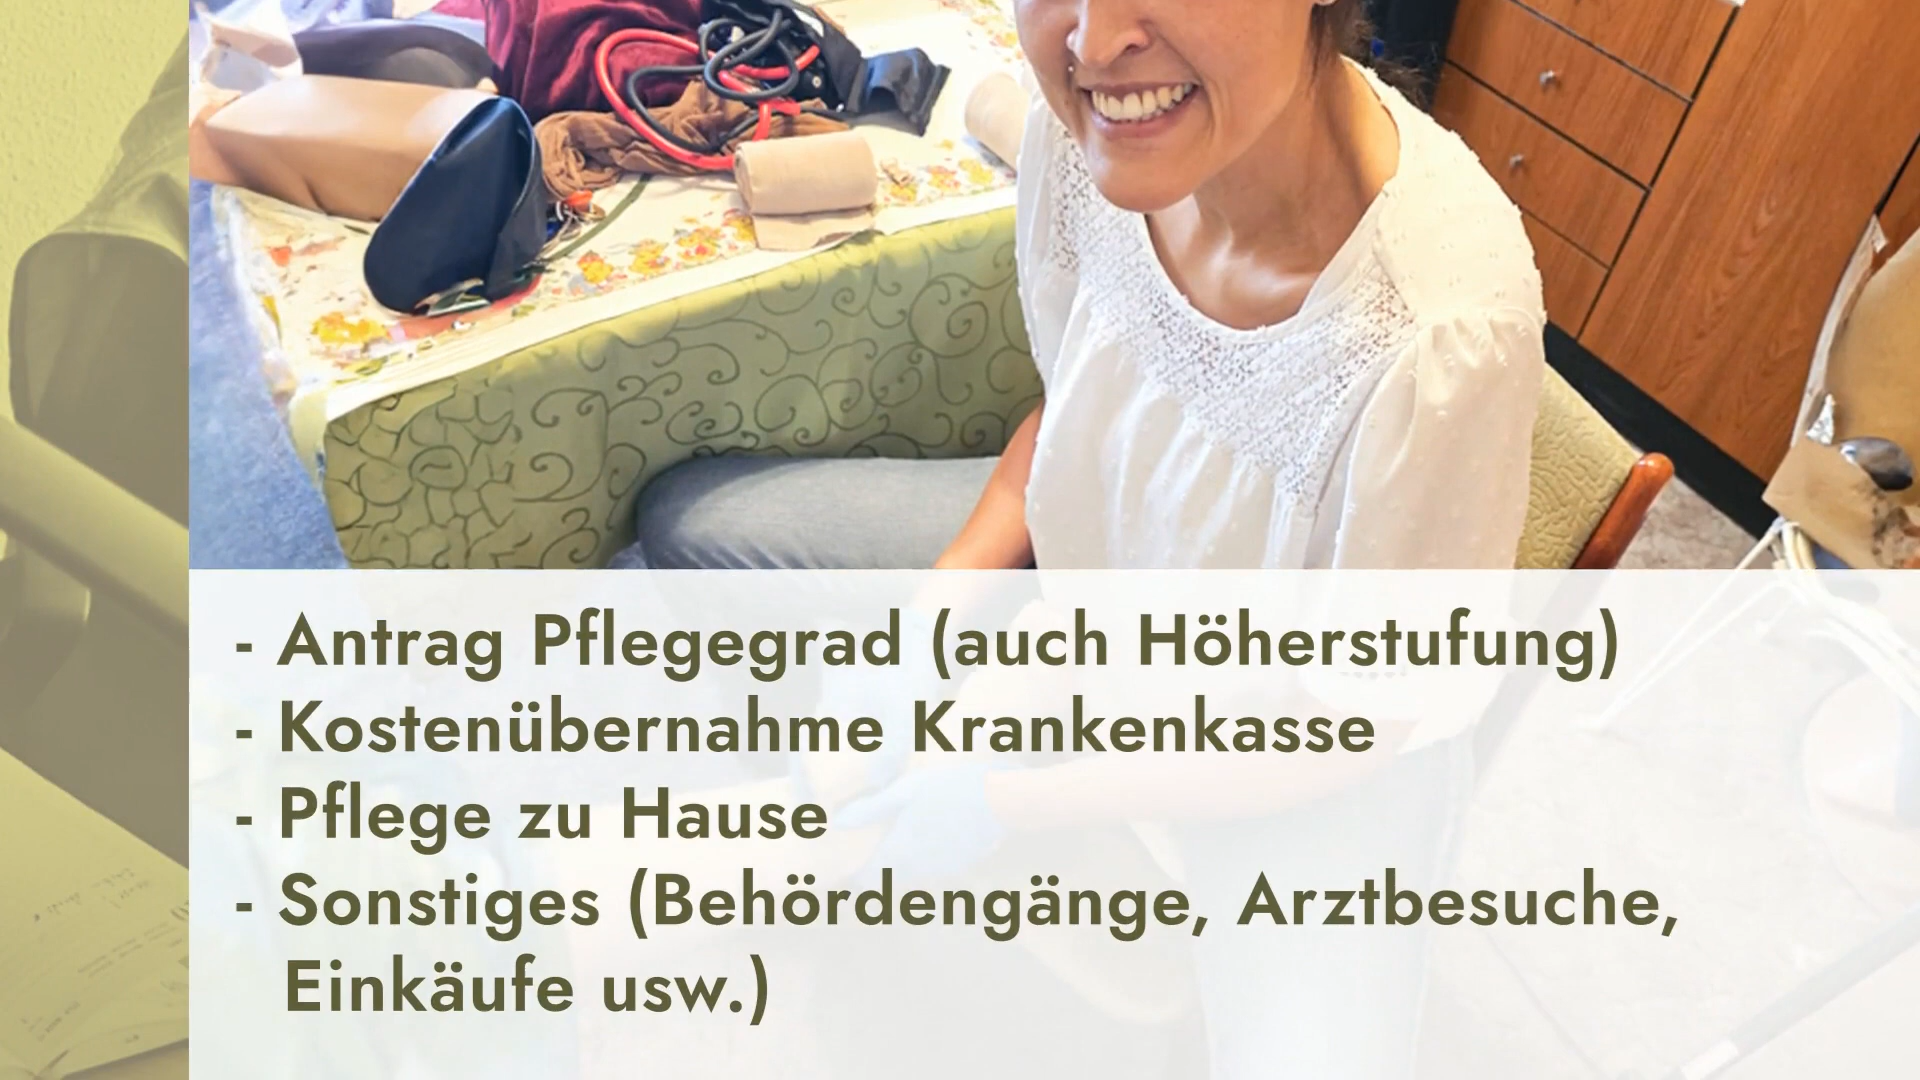 - Antrag Pflegegrad (auch Höherstufung)
- Kostenübernahme Krankenkasse
- Pflege zu Hause
- Sonstiges (Behördengänge, Arztbesuche,
Einkäufe usw.)